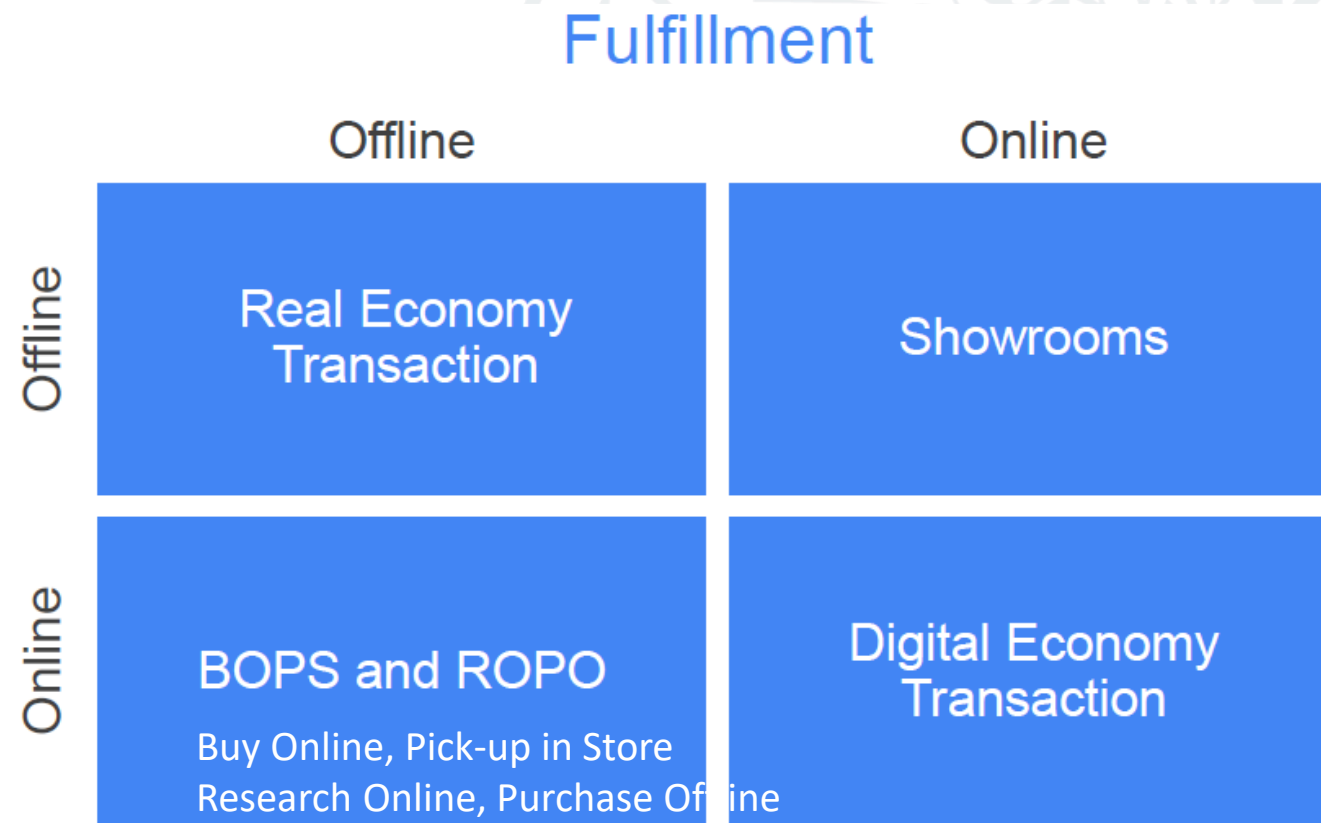 Fulfillment
Offline
Online
Offline
Real Economy
Transaction
Showrooms
Online
BOPS and ROPO
Buy Online, Pick-up in Store
Research Online, Purchase Offline
Digital Economy
Transaction